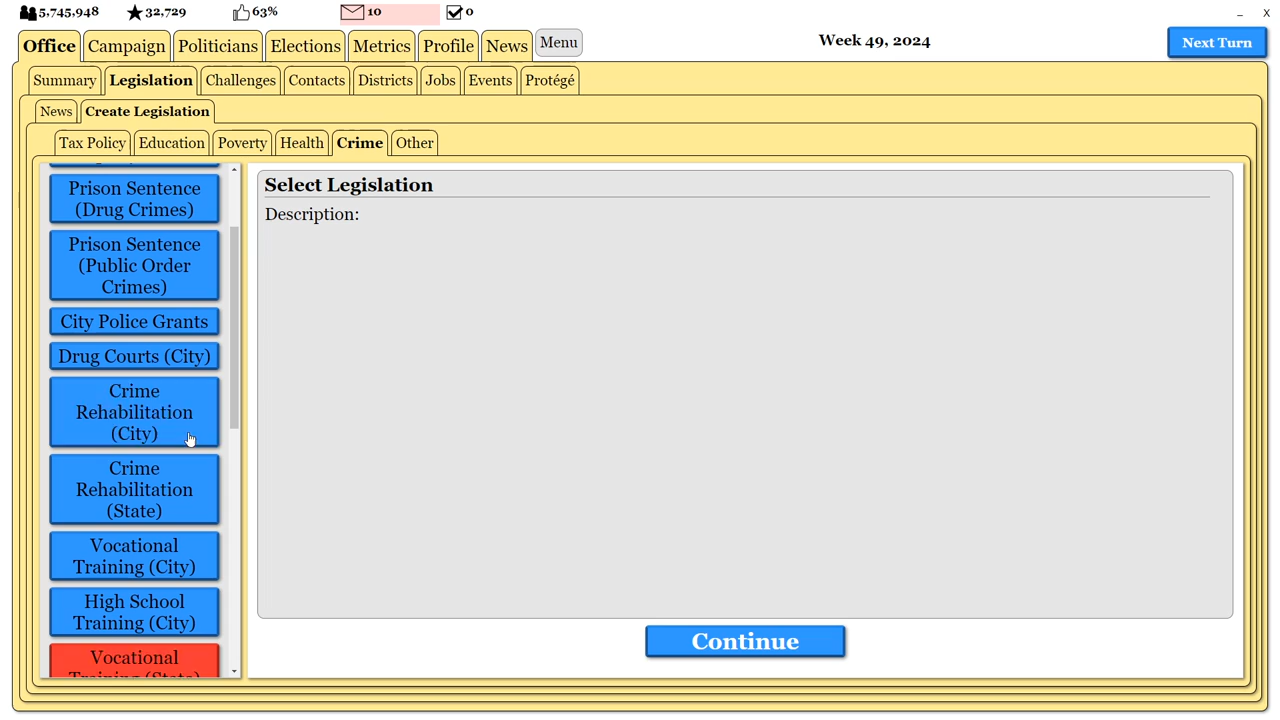 5,745,948 32,729 63% 10 0
_ X
Office Campaign Politicians Elections Metrics Profile News Menu
Week 49, 2024
Next Turn
Summary Legislation Challenges Contacts Districts Jobs Events Protégé
News Create Legislation
Tax Policy Education Poverty Health Crime Other
Prison Sentence
(Drug Crimes)
Prison Sentence
(Public Order
Crimes)
City Police Grants
Drug Courts (City)
Crime
Rehabilitation
(City)
Crime
Rehabilitation
(State)
Vocational
Training (City)
High School
Training (City)
Vocational
Training (State)
Select Legislation
Description:
Continue